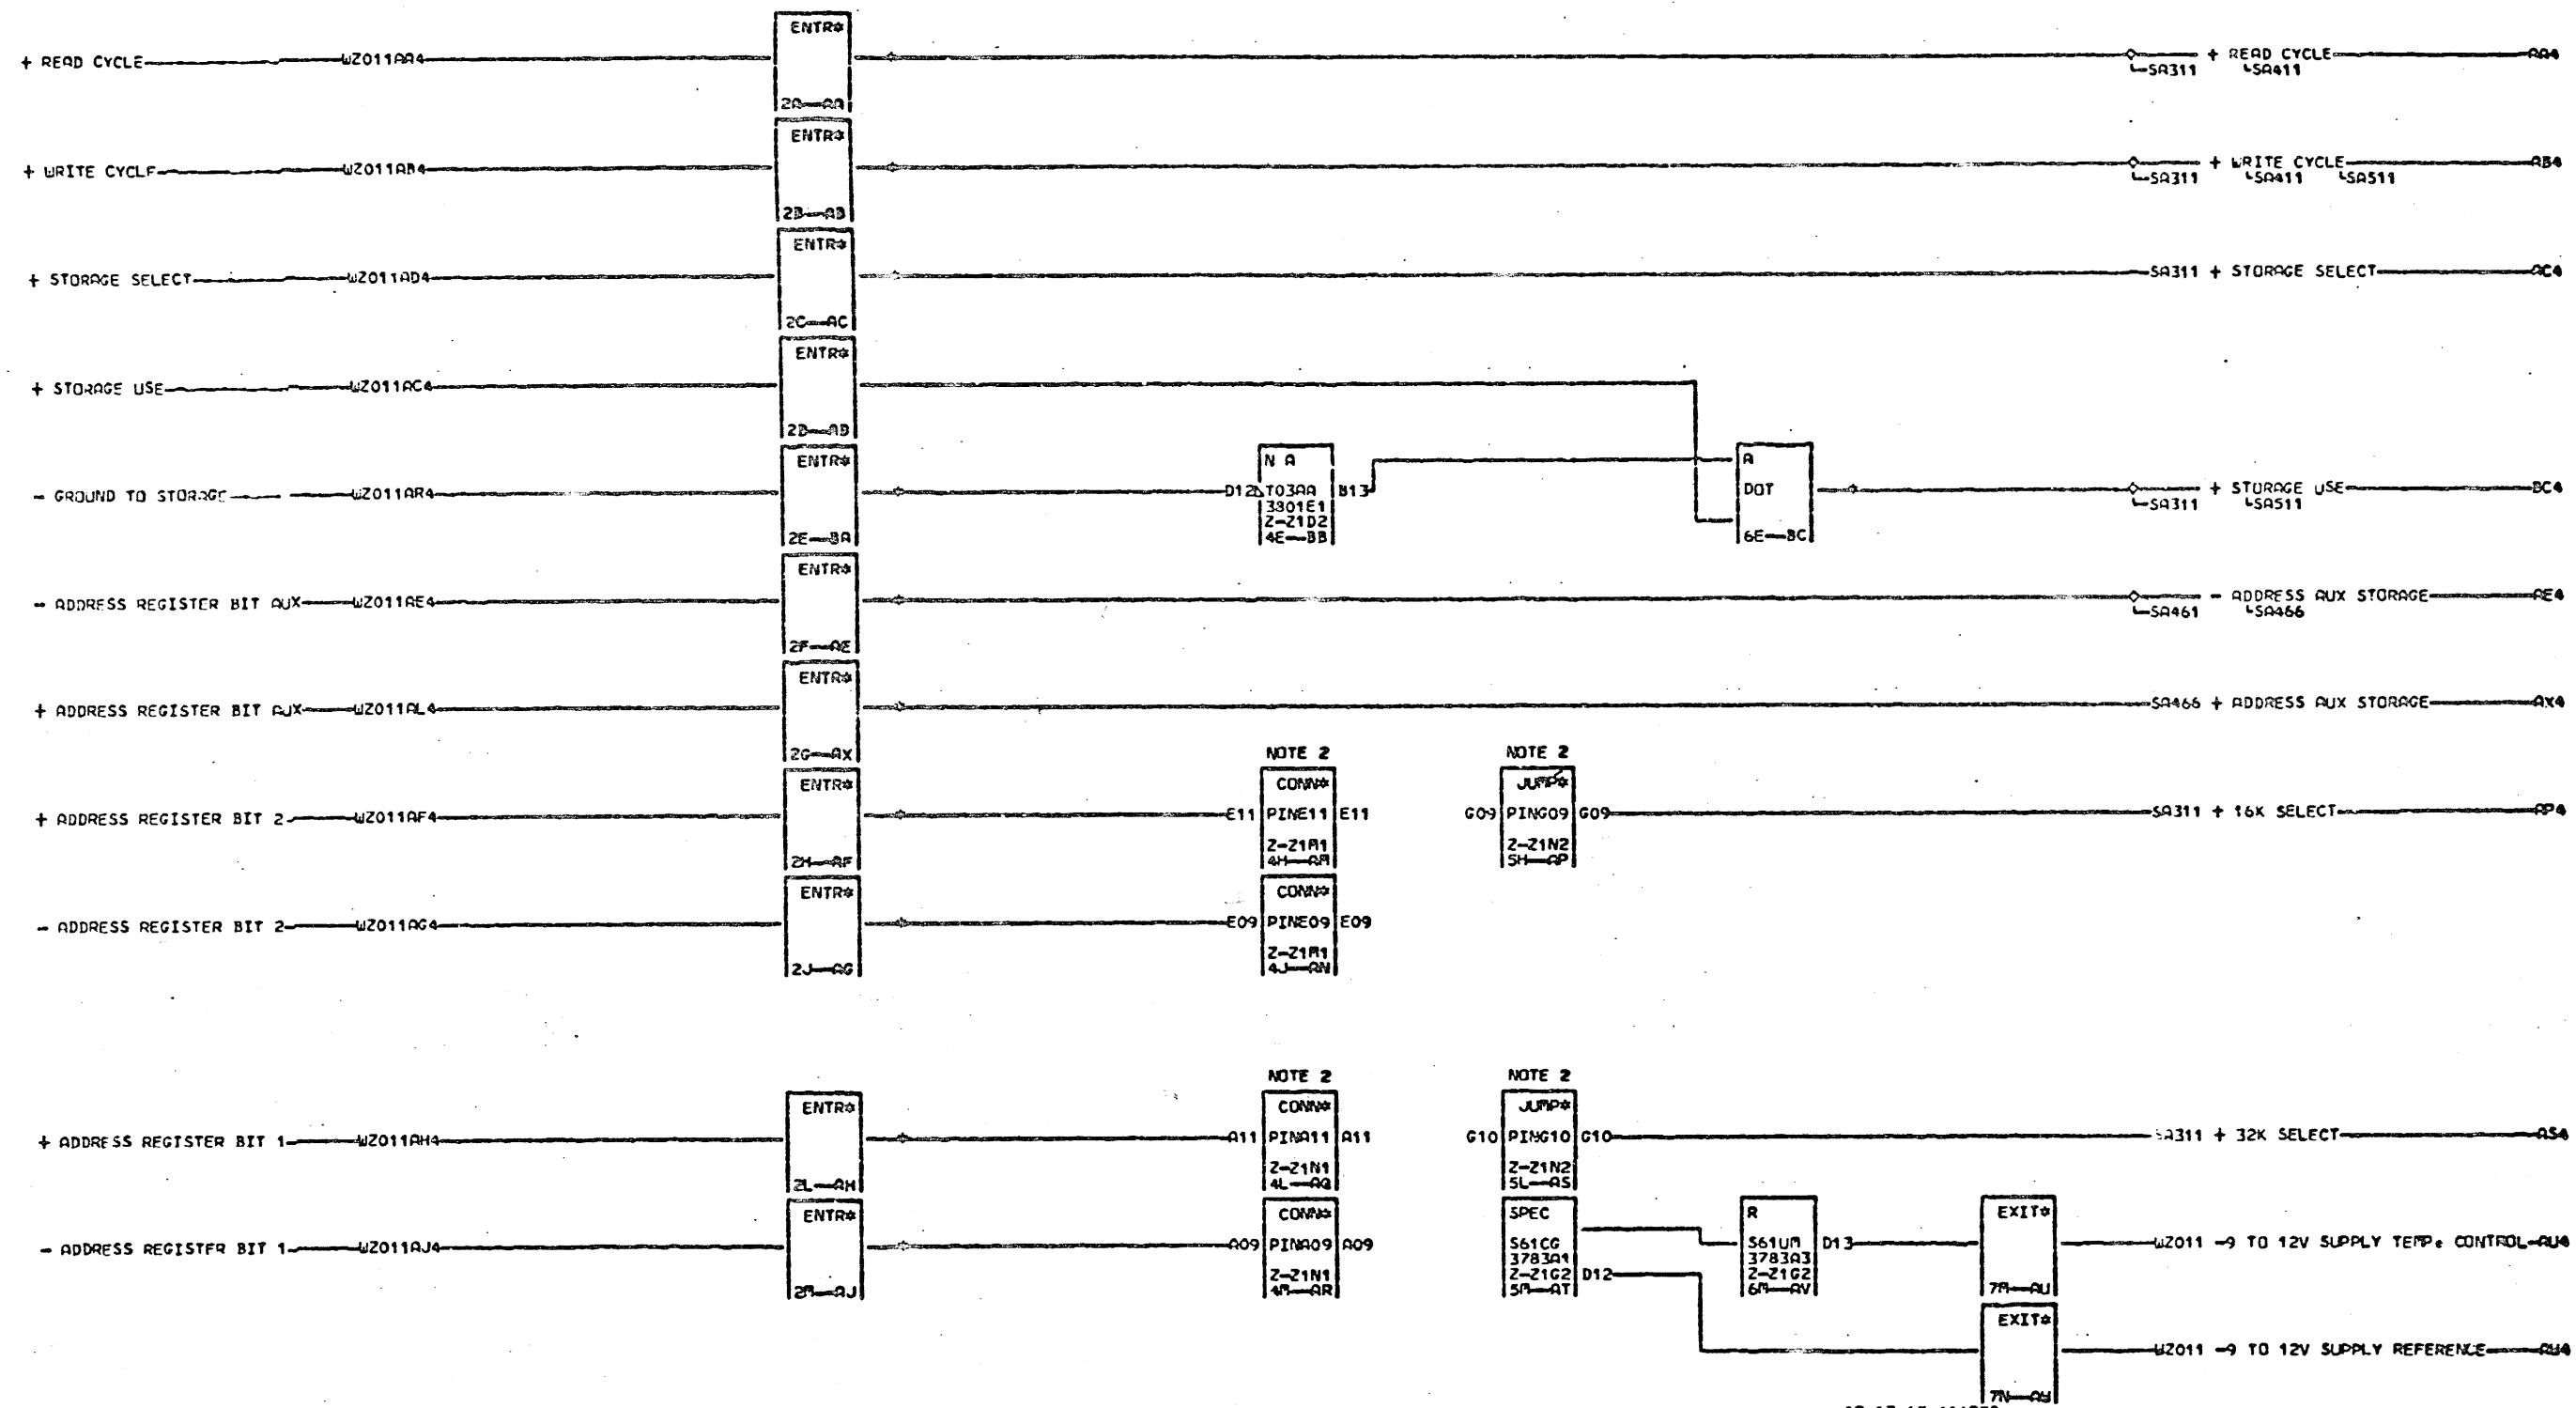 ENTR*
+ READ CYCLE WZ011AA4 + READ CYCLE AA4
SA311 SA411
2A AA
ENTR*
+ WRITE CYCLE WZ011AB4 + WRITE CYCLE AB4
SA311 SA411 SA511
2B AB
ENTR*
+ STORAGE SELECT WZ011AD4 SA311 + STORAGE SELECT AC4
2C AC
ENTR*
+ STORAGE USE WZ011AC4
2D AD
ENTR* N A A
- GROUND TO STORAGE WZ011AR4 D12 T03AA B13 DOT + STORAGE USE BC4
3301E1 SA311 SA511
Z-Z1D2
2E BA 4E BB 6E BC
ENTR*
- ADDRESS REGISTER BIT AUX WZ011AE4 - ADDRESS AUX STORAGE AE4
SA461 SA466
2F AE
ENTR*
+ ADDRESS REGISTER BIT AUX WZ011AL4 SA466 + ADDRESS AUX STORAGE AX4
2G AX
NOTE 2 NOTE 2
ENTR* CONN* JUMP*
+ ADDRESS REGISTER BIT 2 WZ011AF4 E11 PINE11 E11 G09 PING09 G09 SA311 + 16K SELECT AP4
Z-Z1M1 Z-Z1N2
2H AF 4H AM 5H AP
ENTR* CONN*
- ADDRESS REGISTER BIT 2 WZ011AG4 E09 PINE09 E09
Z-Z1M1
2J AG 4J AN
NOTE 2 NOTE 2
ENTR* CONN* JUMP*
+ ADDRESS REGISTER BIT 1 WZ011AH4 A11 PINA11 A11 G10 PING10 G10 SA311 + 32K SELECT AS4
Z-Z1N1 Z-Z1N2
2L AH 4L AQ 5L AS
ENTR* CONN* SPEC R EXIT*
- ADDRESS REGISTER BIT 1 WZ011AJ4 A09 PINA09 A09 S61CG S61UM D13 WZ011 -9 TO 12V SUPPLY TEMP. CONTROL AU4
3783A1 3783A3
Z-Z1N1 Z-Z1G2 D12 Z-Z1G2
2M AJ 4M AR 5M AT 6M AV 7M AU
EXIT*
WZ011 -9 TO 12V SUPPLY REFERENCE AW4
7N AW